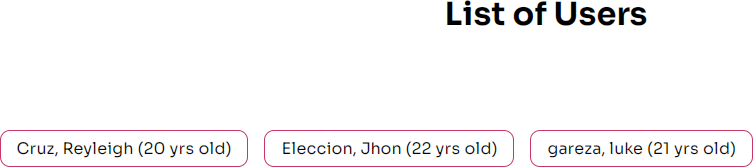 List of Users
Cruz, Reyleigh (20 yrs old) Eleccion, Jhon (22 yrs old) gareza, luke (21 yrs old)